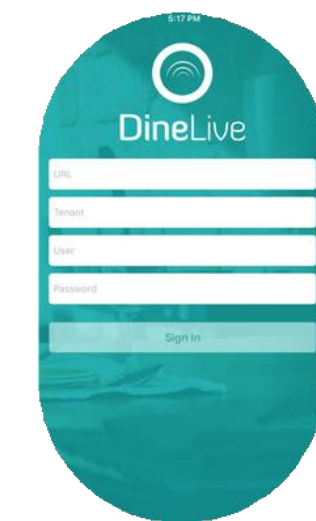 5:17 PM
DineLive
URL
Tenant
User
Password
Sign In